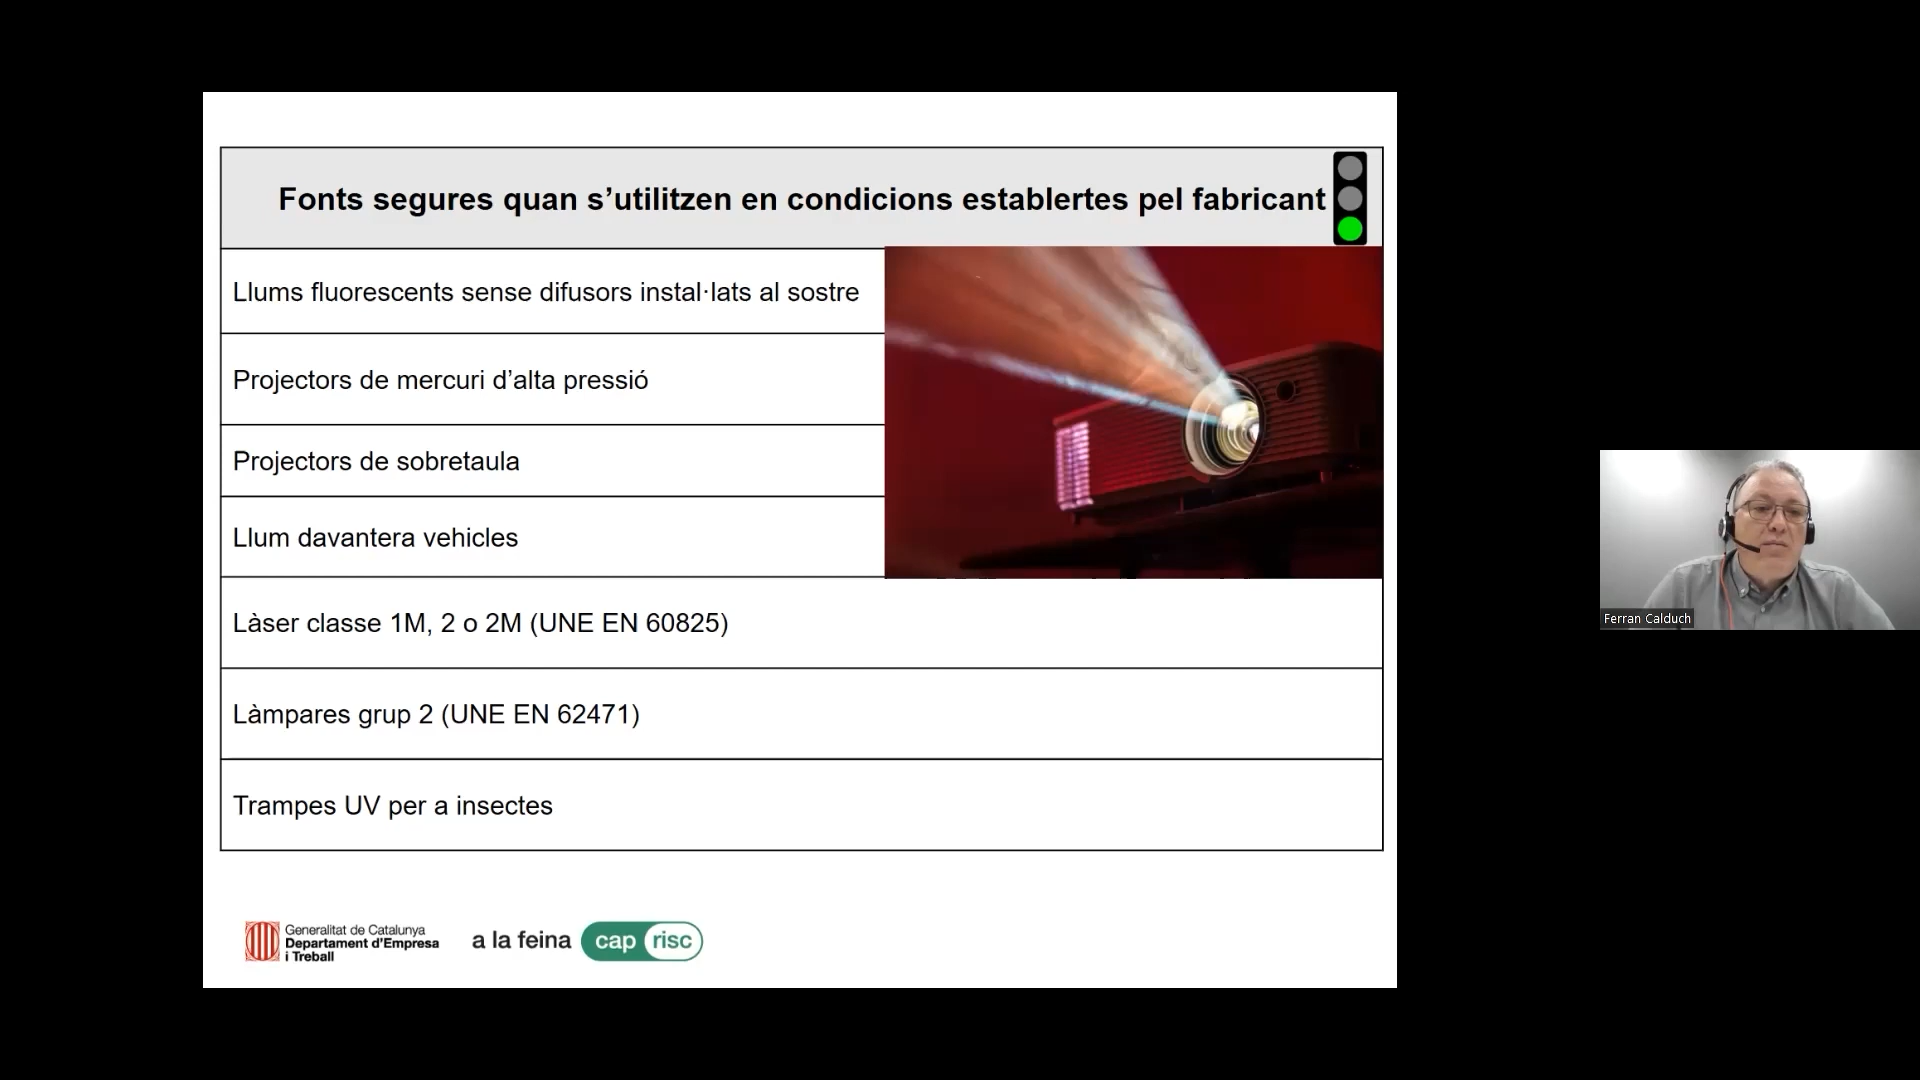 Fonts segures quan s’utilitzen en condicions establertes pel fabricant
Llums fluorescents sense difusors instal·lats al sostre
Projectors de mercuri d’alta pressió
Projectors de sobretaula
Llum davantera vehicles
Làser classe 1M, 2 o 2M (UNE EN 60825)
Làmpares grup 2 (UNE EN 62471)
Trampes UV per a insectes
Generalitat de Catalunya
Departament d’Empresa
i Treball
a la feina cap risc
Ferran Calduch